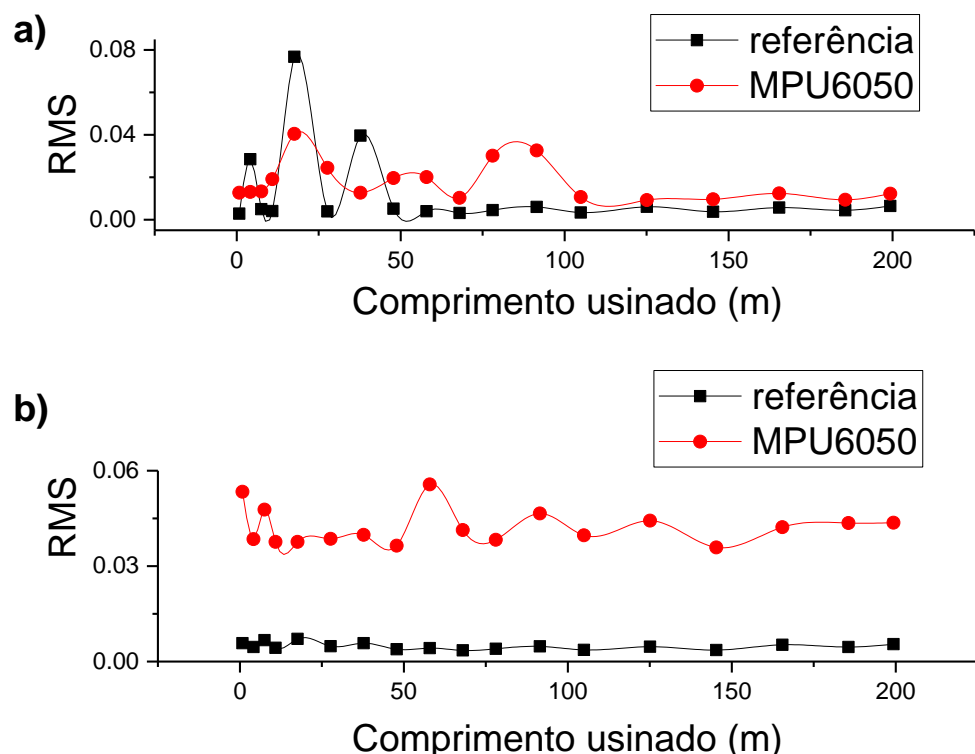 a)
referência
MPU6050
0.08
0.04
0.00
RMS
0 50 100 150 200
Comprimento usinado (m)
b)
referência
MPU6050
0.06
0.03
0.00
RMS
0 50 100 150 200
Comprimento usinado (m)